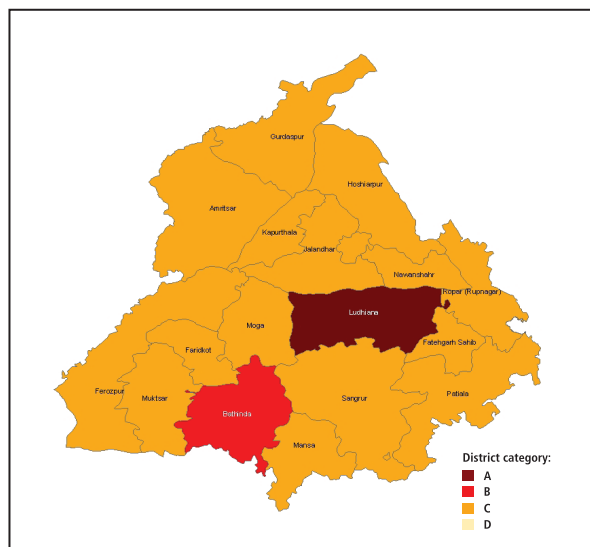 Gurdaspur
Hoshiarpur
Amritsar
Kapurthala
Jalandhar
Nawanshahr
Ropar (Rupnagar)
Ludhiana
Moga
Fatehgarh Sahib
Faridkot
Ferozpur
Muktsar
Bathinda
Sangrur
Patiala
Mansa
District category:
A
B
C
D